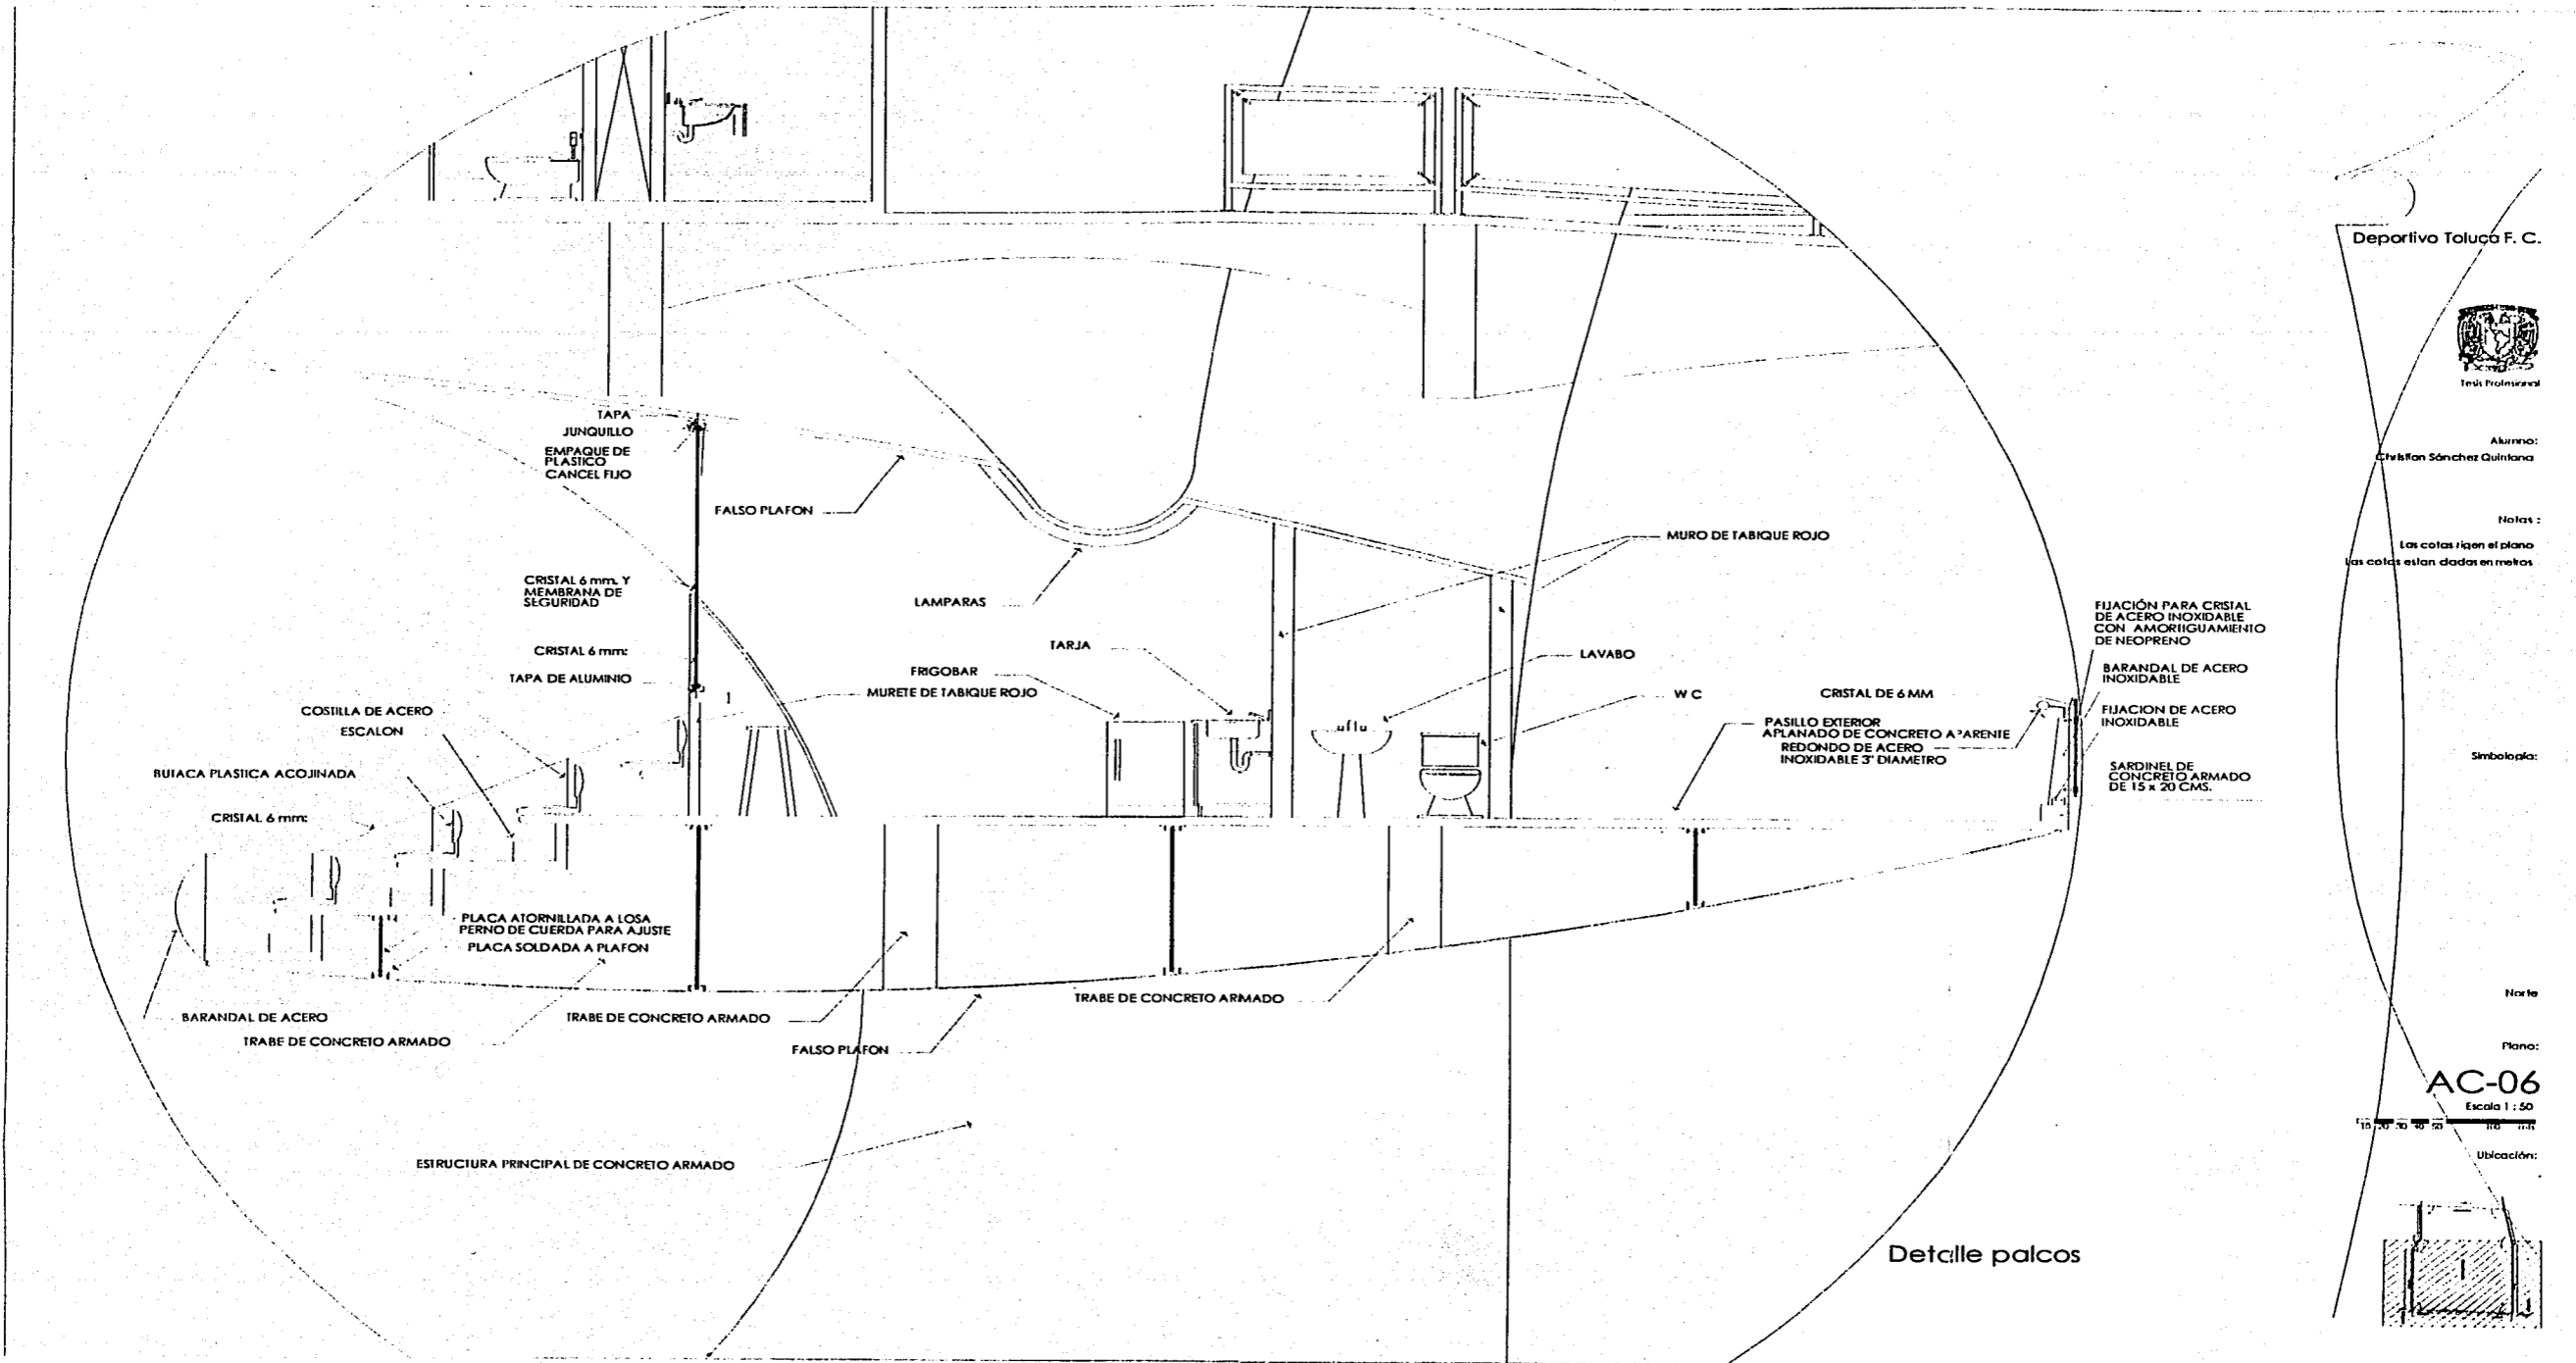 TAPA
JUNQUILLO
EMPAQUE DE
PLASTICO
CANCEL FIJO
FALSO PLAFON
CRISTAL 6 mm. Y
MEMBRANA DE
SEGURIDAD
CRISTAL 6 mm:
TAPA DE ALUMINIO
COSTILLA DE ACERO
ESCALON
BUTACA PLASTICA ACOJINADA
CRISTAL 6 mm:
LAMPARAS
TARJA
FRIGOBAR
MURETE DE TABIQUE ROJO
MURO DE TABIQUE ROJO
LAVABO
W C
CRISTAL DE 6 MM
PASILLO EXTERIOR
APLANADO DE CONCRETO APARENTE
REDONDO DE ACERO
INOXIDABLE 3" DIAMETRO
FIJACIÓN PARA CRISTAL
DE ACERO INOXIDABLE
CON AMORTIGUAMIENTO
DE NEOPRENO
BARANDAL DE ACERO
INOXIDABLE
FIJACION DE ACERO
INOXIDABLE
SARDINEL DE
CONCRETO ARMADO
DE 15 x 20 CMS.
PLACA ATORNILLADA A LOSA
PERNO DE CUERDA PARA AJUSTE
PLACA SOLDADA A PLAFON
BARANDAL DE ACERO
TRABE DE CONCRETO ARMADO
TRABE DE CONCRETO ARMADO
FALSO PLAFON
TRABE DE CONCRETO ARMADO
ESTRUCTURA PRINCIPAL DE CONCRETO ARMADO
Detalle palcos
Deportivo Toluca F. C.
Tesis Profesional
Alumno:
Christian Sánchez Quintana
Notas :
Las cotas rigen el plano
Las cotas estan dadas en metros
Simbología:
Norte
Plano:
AC-06
Escala 1 : 50
10 20 30 40 50 100
Ubicación: